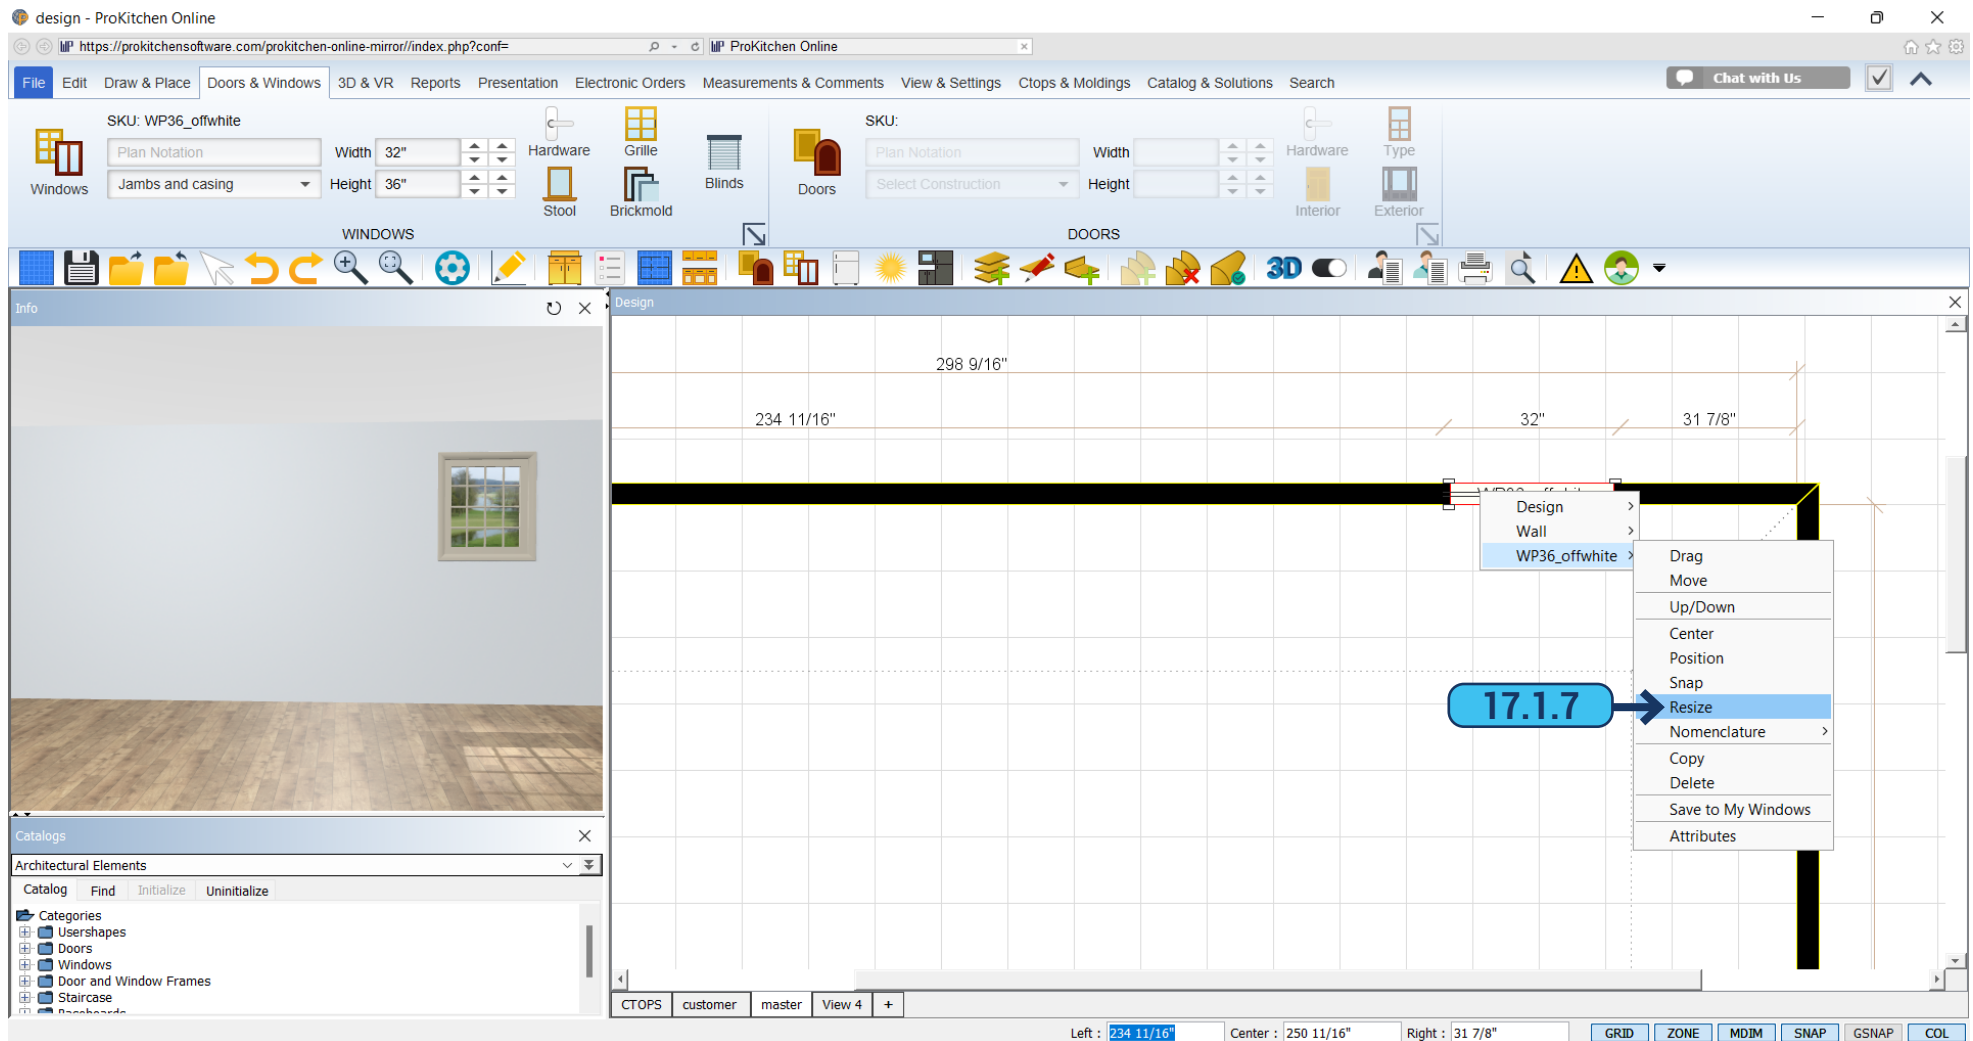 design - ProKitchen Online
https://prokitchensoftware.com/prokitchen-online-mirror//index.php?conf=
ProKitchen Online
File Edit Draw & Place Doors & Windows 3D & VR Reports Presentation Electronic Orders Measurements & Comments View & Settings Ctops & Moldings Catalog & Solutions Search
Chat with Us
SKU: WP36_offwhite
Plan Notation
Width 32"
Jambs and casing
Height 36"
Windows
Hardware
Grille
Stool
Brickmold
Blinds
WINDOWS
Doors
SKU:
Plan Notation
Width
Select Construction
Height
Hardware
Type
Interior
Exterior
DOORS
3D
Info
Design
298 9/16"
234 11/16"
32"
31 7/8"
Design
Wall
WP36_offwhite
Drag
Move
Up/Down
Center
Position
Snap
17.1.7
Resize
Nomenclature
Copy
Delete
Save to My Windows
Attributes
Catalogs
Architectural Elements
Catalog Find Initialize Uninitialize
Categories
Usershapes
Doors
Windows
Door and Window Frames
Staircase
Baseboards
CTOPS customer master View 4 +
Left : 234 11/16" Center : 250 11/16" Right : 31 7/8" GRID ZONE MDIM SNAP GSNAP COL